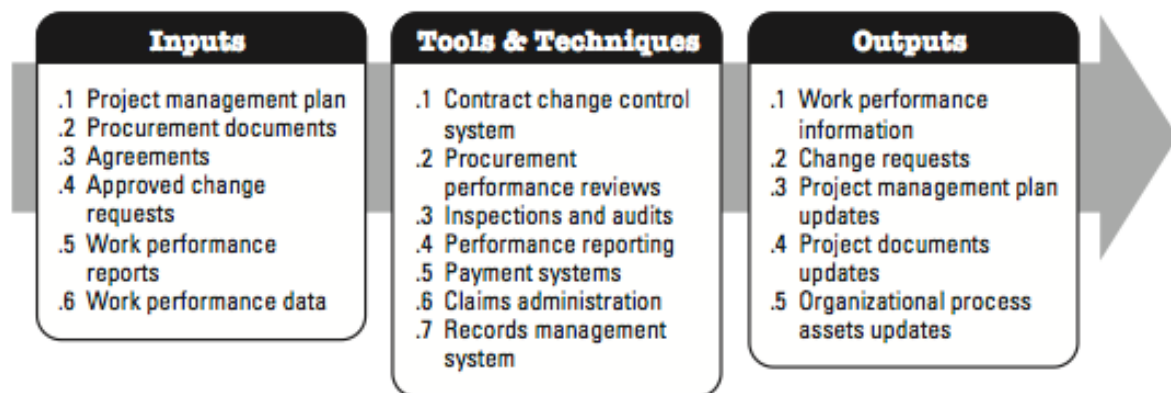 Inputs
.1 Project management plan
.2 Procurement documents
.3 Agreements
.4 Approved change
requests
.5 Work performance
reports
.6 Work performance data
Tools & Techniques
.1 Contract change control
system
.2 Procurement
performance reviews
.3 Inspections and audits
.4 Performance reporting
.5 Payment systems
.6 Claims administration
.7 Records management
system
Outputs
.1 Work performance
information
.2 Change requests
.3 Project management plan
updates
.4 Project documents
updates
.5 Organizational process
assets updates